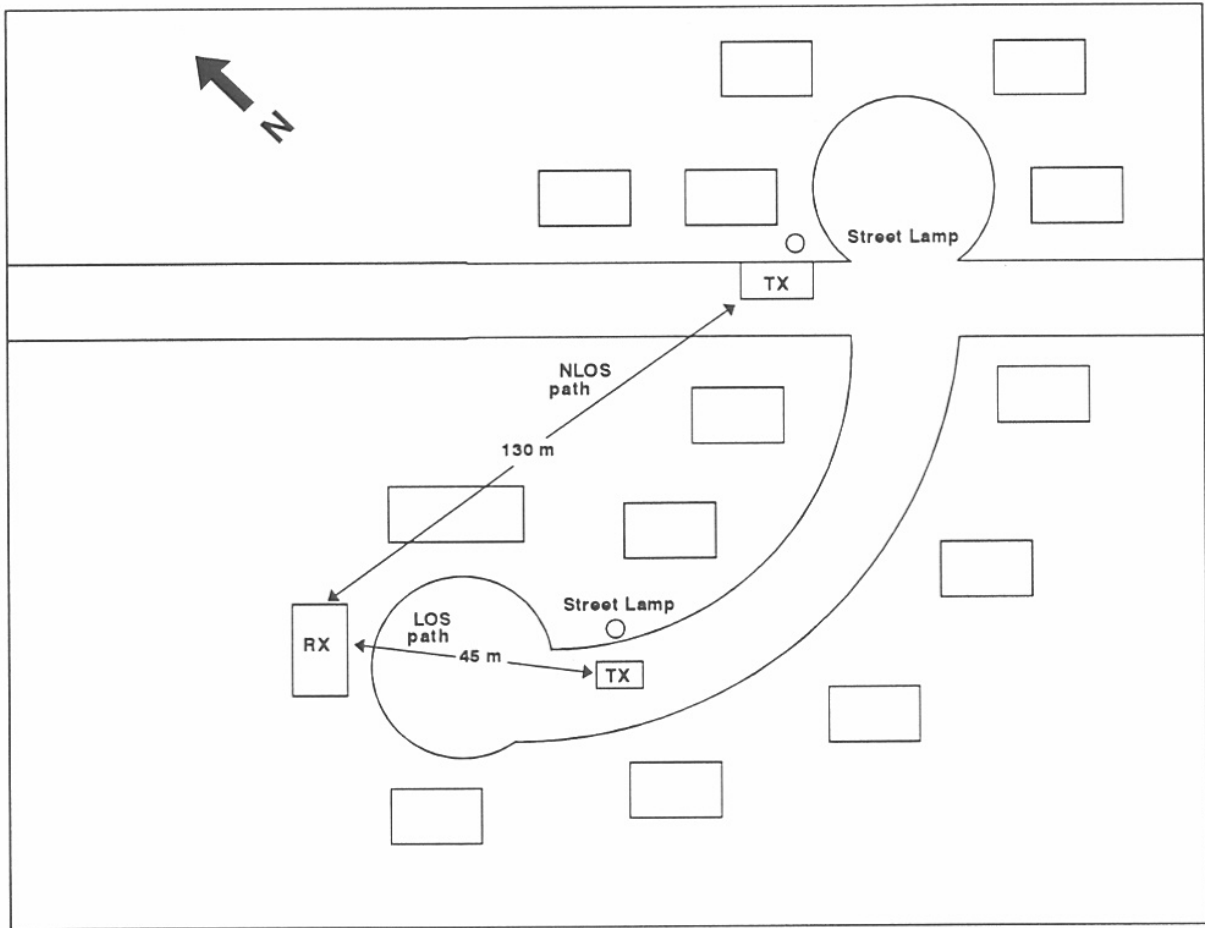 N
Street Lamp
TX
NLOS
path
130 m
Street Lamp
LOS
path
RX
45 m
TX